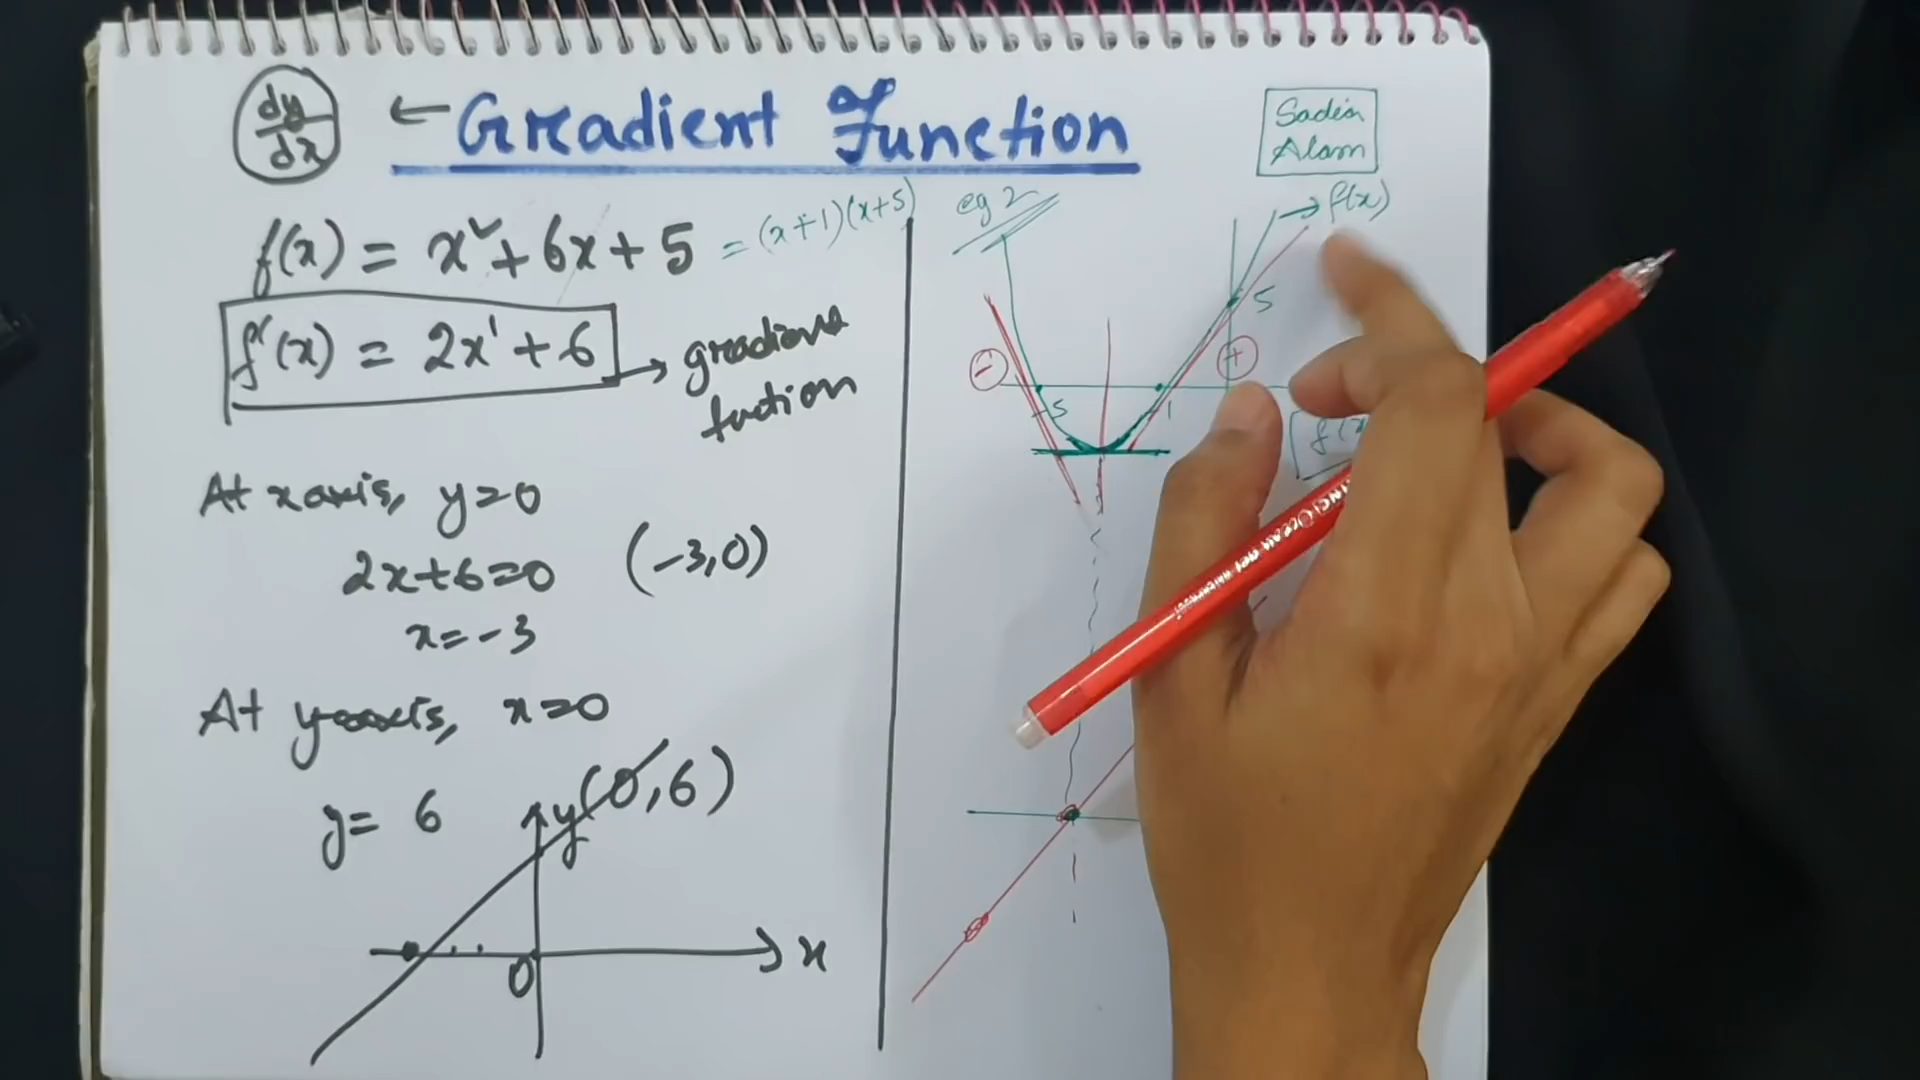 dy/dx ← Gradient Function
Sadia
Alam
f(x) = x² + 6x + 5 = (x+1)(x+5)
f'(x) = 2x¹ + 6 → gradient
fuction
At x axis, y=0
2x+6=0 (-3,0)
x=-3
At y-axis, x=0
y= 6 (0,6)
y
x
0
eg 2
→ f(x)
5
-
+
-5
-1
f'(x